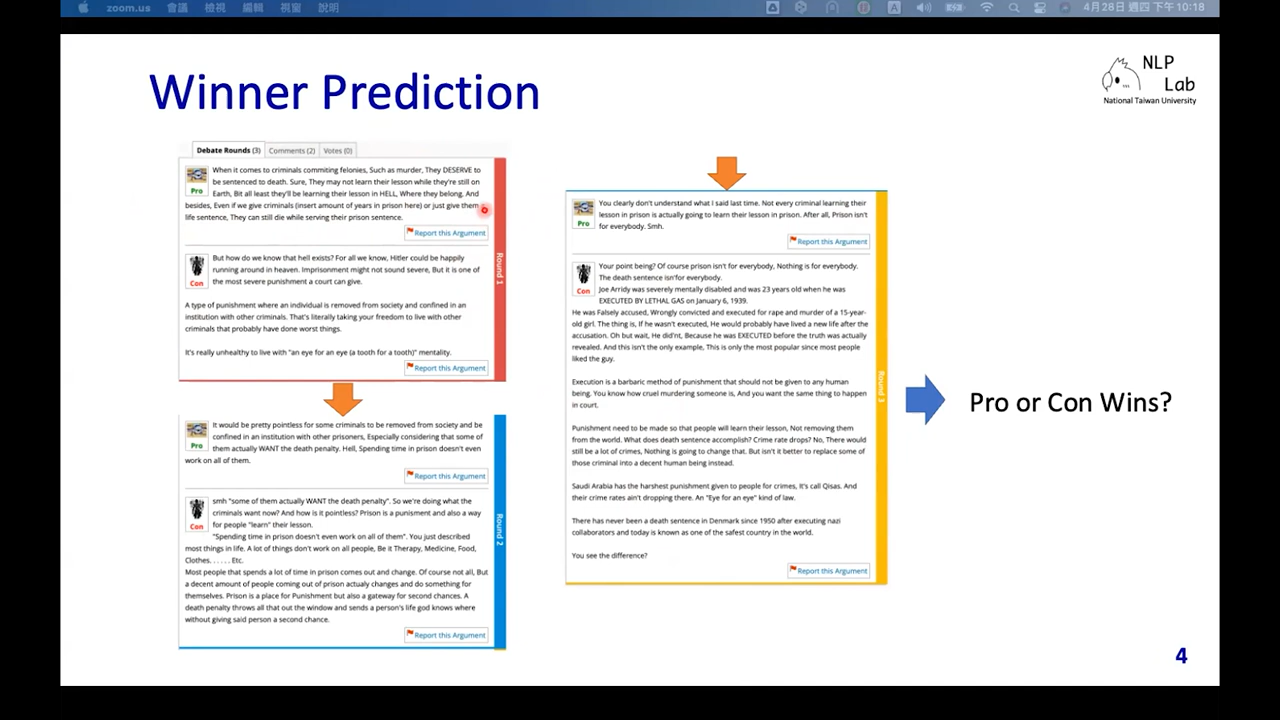 zoom.us 會議 檢視 編輯 視窗 說明
A
4月28日 週四 下午10:18
Winner Prediction
NLP
Lab
National Taiwan University
Debate Rounds (3) Comments (2) Votes (0)
When it comes to criminals commiting felonies, Such as murder, They DESERVE to
be sentenced to death. Sure, They may not learn their lesson while they're still on
Pro
Earth, Bit all least they'll be learning their lesson in HELL, Where they belong. And
besides, Even if we give criminals (insert amount of years in prison here) or just give them a
life sentence, They can still die while serving their prison sentence.
Report this Argument
But how do we know that hell exists? For all we know, Hitler could be happily
running around in heaven. Imprisonment might not sound severe, But it is one of
Con
the most severe punishment a court can give.
A type of punishment where an individual is removed from society and confined in an
institution with other criminals. That's literally taking your freedom to live with other
criminals that probably have done worst things.
It's really unhealthy to live with "an eye for an eye (a tooth for a tooth)" mentality.
Report this Argument
Round 1
It would be pretty pointless for some criminals to be removed from society and be
confined in an institution with other prisoners, Especially considering that some of
Pro
them actually WANT the death penalty. Hell, Spending time in prison doesn't even
work on all of them.
Report this Argument
smh "some of them actually WANT the death penalty". So we're doing what the
criminals want now? And how is it pointless? Prison is a punisment and also a way
Con
for people "learn" their lesson.
"Spending time in prison doesn't even work on all of them". You just described
most things in life. A lot of things don't work on all people, Be it Therapy, Medicine, Food,
Clothes. . . . . . Etc.
Most people that spends a lot of time in prison comes out and change. Of course not all, But
a decent amount of people coming out of prison actualy changes and do something for
themselves. Prison is a place for Punishment but also a gateway for second chances. A
death penalty throws all that out the window and sends a person's life god knows where
without giving said person a second chance.
Report this Argument
Round 2
You clearly don't understand what i said last time. Not every criminal learning their
lesson in prison is actually going to learn their lesson in prison. After all, Prison isn't
Pro
for everybody. Smh.
Report this Argument
Your point being? Of course prison isn't for everybody, Nothing is for everybody.
The death sentence isn'for everybody.
Con
Joe Arridy was severely mentally disabled and was 23 years old when he was
EXECUTED BY LETHAL GAS on January 6, 1939.
He was Falsely accused, Wrongly convicted and executed for rape and murder of a 15-year-
old girl. The thing is, If he wasn't executed, He would probably have lived a new life after the
accusation. Oh but wait, He did'nt, Because he was EXECUTED before the truth was actually
revealed. And this isn't the only example, This is only the most popular since most people
liked the guy.
Execution is a barbaric method of punishment that should not be given to any human
being. You know how cruel murdering someone is, And you want the same thing to happen
in court.
Punishment need to be made so that people will learn their lesson, Not removing them
from the world. What does death sentence accomplish? Crime rate drops? No, There would
still be a lot of crimes, Nothing is going to change that. But isn't it better to replace some of
those criminal into a decent human being instead.
Saudi Arabia has the harshest punishment given to people for crimes, It's call Qisas. And
their crime rates ain't dropping there. An "Eye for an eye" kind of law.
There has never been a death sentence in Denmark since 1950 after executing nazi
collaborators and today is known as one of the safest country in the world.
You see the difference?
Report this Argument
Round 3
Pro or Con Wins?
4